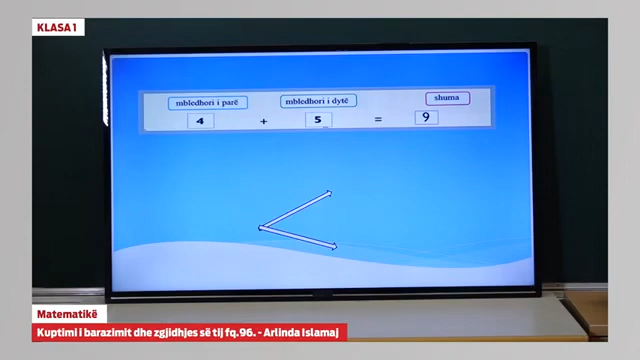 KLASA 1
mbledhori i parë mbledhori i dytë shuma
4 + 5 = 9
Matematikë
Kuptimi i barazimit dhe zgjidhjes së tij fq.96. - Arlinda Islamaj